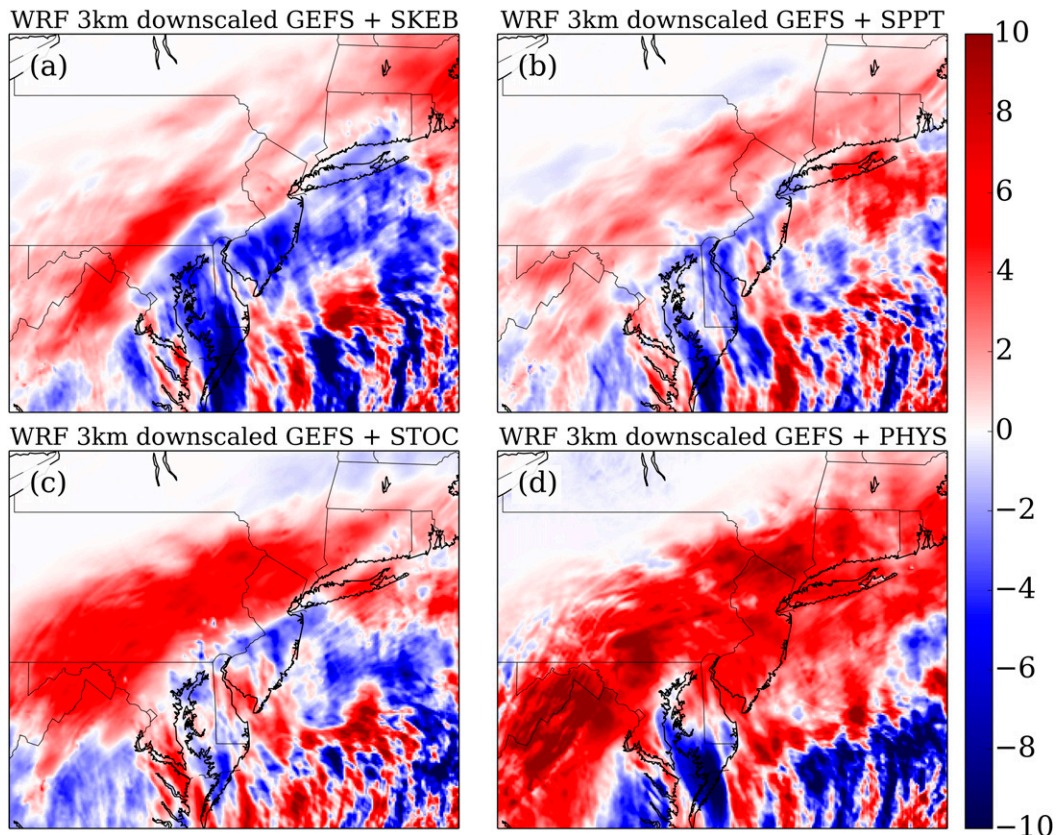 WRF 3km downscaled GEFS + SKEB
WRF 3km downscaled GEFS + SPPT
(a)
(b)
WRF 3km downscaled GEFS + STOC
WRF 3km downscaled GEFS + PHYS
(c)
(d)
10
8
6
4
2
0
−2
−4
−6
−8
−10